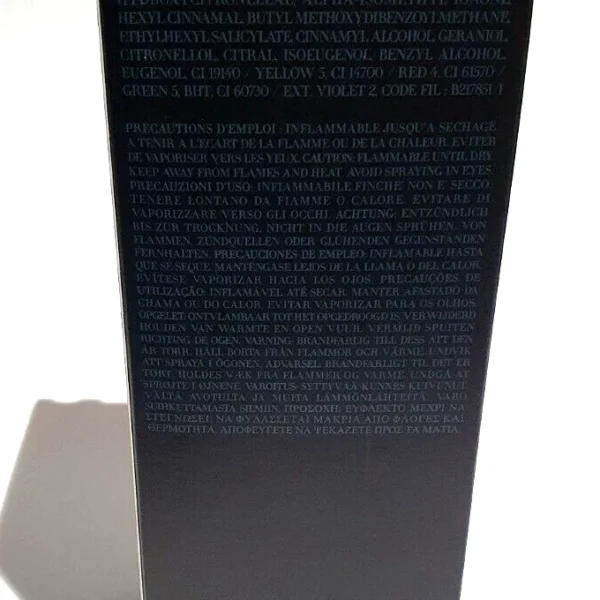 HYDROXYCITRONELLAL, ALPHA-ISOMETHYL IONONE,
HEXYL CINNAMAL, BUTYL METHOXYDIBENZOYLMETHANE,
ETHYLHEXYL SALICYLATE, CINNAMYL ALCOHOL, GERANIOL,
CITRONELLOL, CITRAL, ISOEUGENOL, BENZYL ALCOHOL,
EUGENOL, CI 19140 / YELLOW 5, CI 14700 / RED 4, CI 61570 /
GREEN 5, BHT, CI 60730 / EXT. VIOLET 2, CODE FIL : B217851/1
PRECAUTIONS D'EMPLOI : INFLAMMABLE JUSQU'A SECHAGE
A TENIR A L'ECART DE LA FLAMME OU DE LA CHALEUR. EVITER
DE VAPORISER VERS LES YEUX. CAUTION: FLAMMABLE UNTIL DRY
KEEP AWAY FROM FLAMES AND HEAT. AVOID SPRAYING IN EYES.
PRECAUZIONI D'USO: INFIAMMABILE FINCHE' NON E' SECCO.
TENERE LONTANO DA FIAMME O CALORE. EVITARE DI
VAPORIZZARE VERSO GLI OCCHI. ACHTUNG: ENTZÜNDLICH
BIS ZUR TROCKNUNG, NICHT IN DIE AUGEN SPRÜHEN. VON
FLAMMEN, ZÜNDQUELLEN ODER GLÜHENDEN GEGENSTÄNDEN
FERNHALTEN. PRECAUCIONES DE EMPLEO: INFLAMABLE HASTA
QUE SE SEQUE. MANTÉNGASE LEJOS DE LA LLAMA O DEL CALOR.
EVÍTESE VAPORIZAR HACIA LOS OJOS. PRECAUÇÕES DE
UTILIZAÇÃO: INFLAMÁVEL ATÉ SECAR. MANTER AFASTADO DA
CHAMA OU DO CALOR. EVITAR VAPORIZAR PARA OS OLHOS.
OPGELET: ONTVLAMBAAR TOT HET OPGEDROOGD IS. VERWIJDERD
HOUDEN VAN WARMTE EN OPEN VUUR. VERMIJD SPUITEN
RICHTING DE OGEN. VARNING: BRANDFARLIG TILL DESS ATT DEN
ÄR TORR. HÅLL BORTA FRÅN FLAMMOR OCH VÄRME. UNDVIK
ATT SPRAYA I ÖGONEN. ADVARSEL: BRANDFARLIGT TIL DET ER
TØRT. HOLDES VÆK FRA FLAMMER OG VARME. UNDGÅ AT
SPRØJTE I ØJNENE. VAROITUS: SYTTYVÄÄ KUNNES KUIVUNUT.
VÄLTÄ AVOTULTA JA MUITA LÄMMÖNLÄHTEITÄ. VARO
SUIHKUTTAMASTA SILMIIN. ΠΡΟΣΟΧΗ: ΕΥΦΛΕΚΤΟ ΜΕΧΡΙ ΝΑ
ΣΤΕΓΝΩΣΕΙ. ΝΑ ΦΥΛΑΣΣΕΤΑΙ ΜΑΚΡΙΑ ΑΠΟ ΦΛΟΓΕΣ ΚΑΙ
ΘΕΡΜΟΤΗΤΑ. ΑΠΟΦΕΥΓΕΤΕ ΝΑ ΨΕΚΑΖΕΤΕ ΠΡΟΣ ΤΑ ΜΑΤΙΑ.